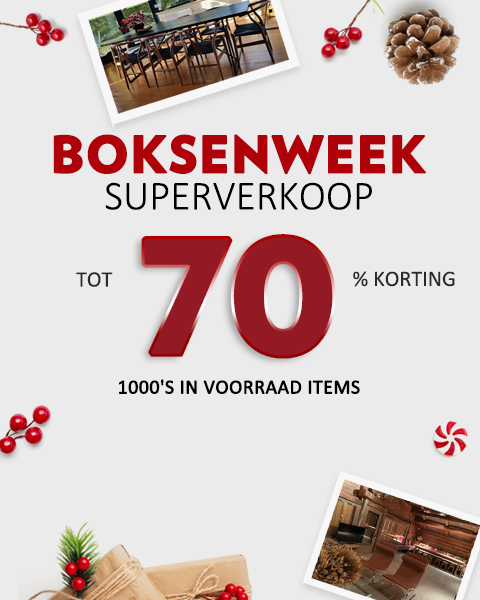 BOKSENWEEK
SUPERVERKOOP
TOT 70 % KORTING
1000'S IN VOORRAAD ITEMS